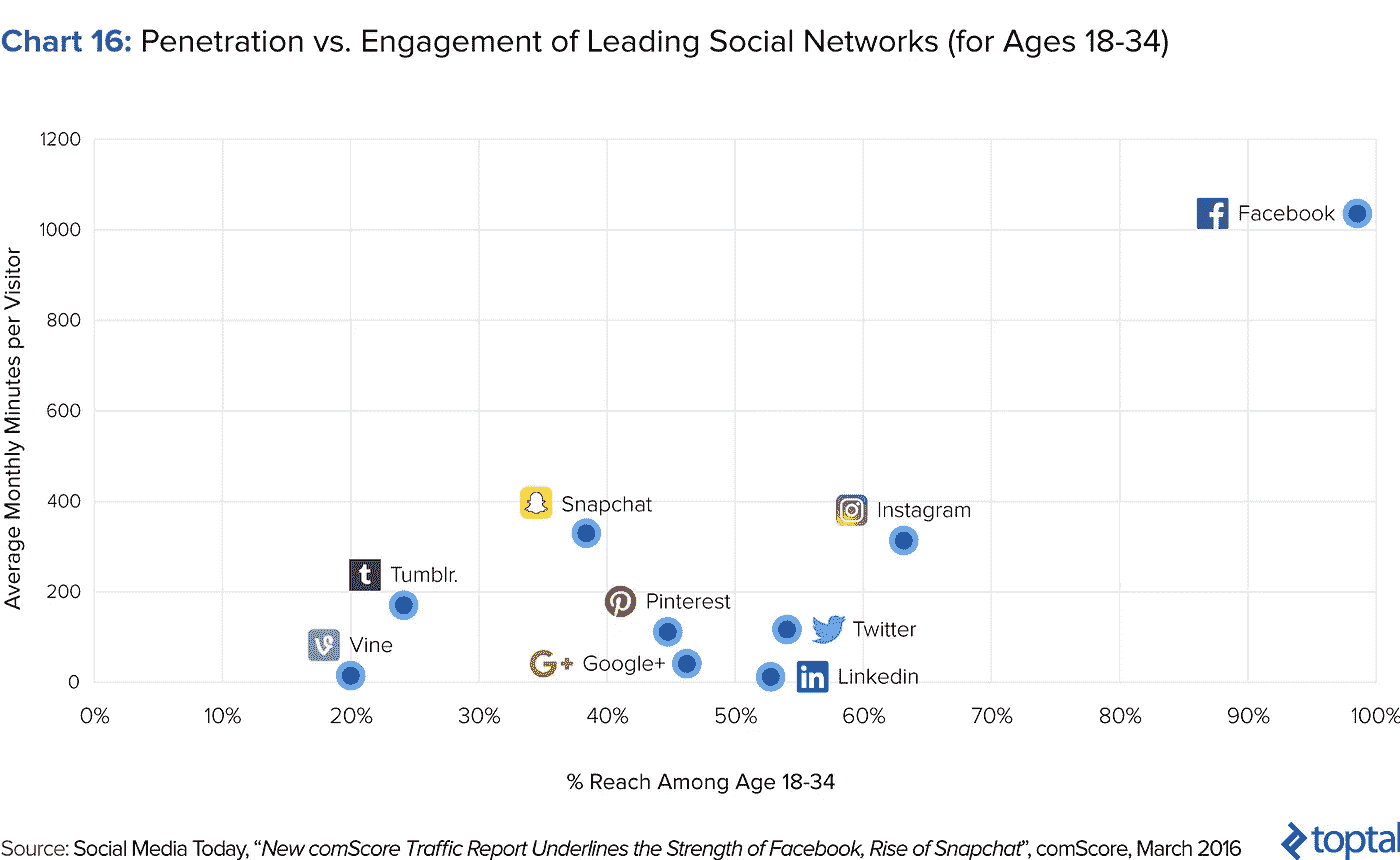 Chart 16: Penetration vs. Engagement of Leading Social Networks (for Ages 18-34)
Average Monthly Minutes per Visitor
1200
1000
800
600
400
200
0
Facebook
Snapchat
Instagram
Tumblr.
Pinterest
Twitter
Vine
G+ Google+
in Linkedin
0% 10% 20% 30% 40% 50% 60% 70% 80% 90% 100%
% Reach Among Age 18-34
Source: Social Media Today, “New comScore Traffic Report Underlines the Strength of Facebook, Rise of Snapchat”, comScore, March 2016
toptal